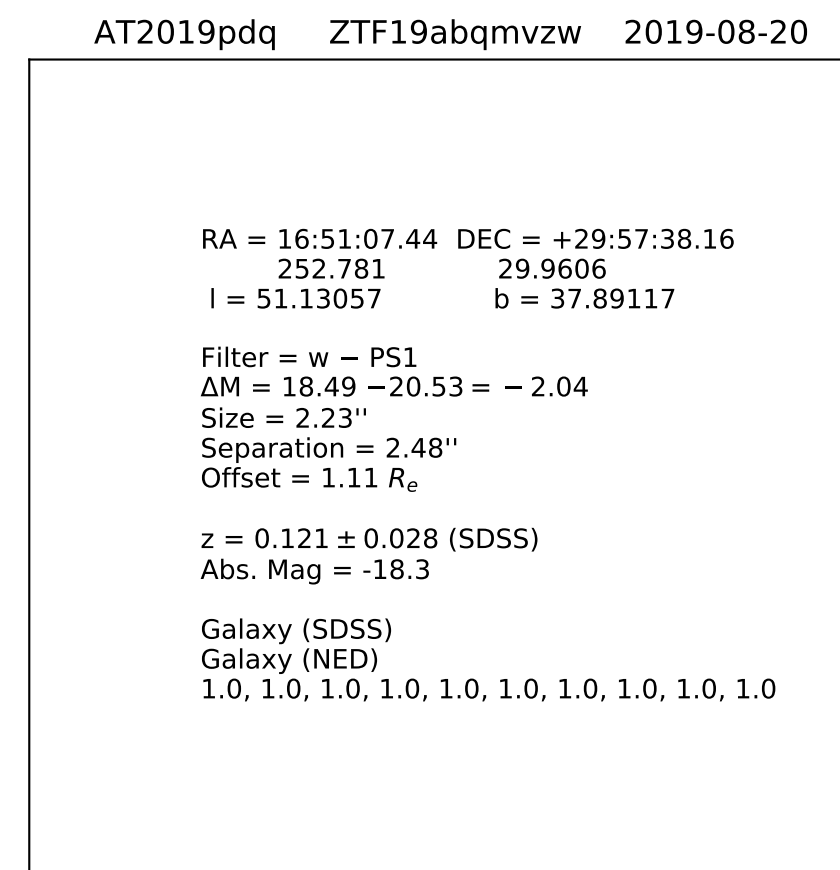 AT2019pdq ZTF19abqmvzw 2019-08-20
RA = 16:51:07.44 DEC = +29:57:38.16
252.781 29.9606
l = 51.13057 b = 37.89117
Filter = w − PS1
ΔM = 18.49 −20.53 = − 2.04
Size = 2.23''
Separation = 2.48''
Offset = 1.11 Re
z = 0.121 ± 0.028 (SDSS)
Abs. Mag = -18.3
Galaxy (SDSS)
Galaxy (NED)
1.0, 1.0, 1.0, 1.0, 1.0, 1.0, 1.0, 1.0, 1.0, 1.0